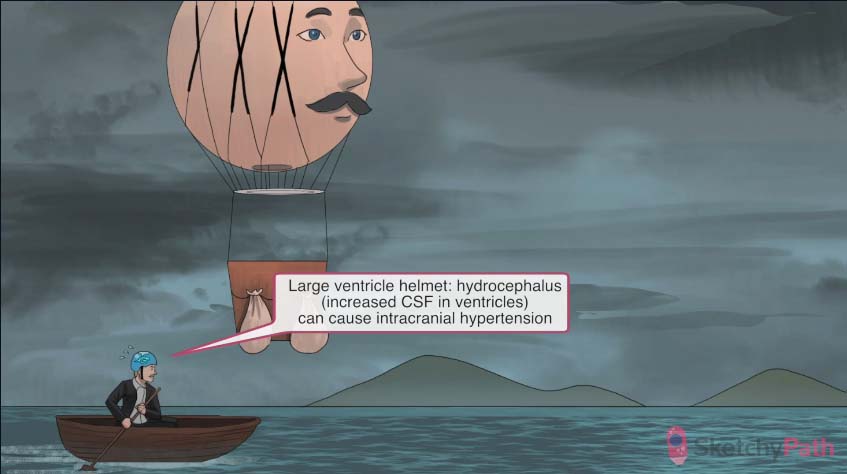 Large ventricle helmet: hydrocephalus
(increased CSF in ventricles)
can cause intracranial hypertension
SketchyPath